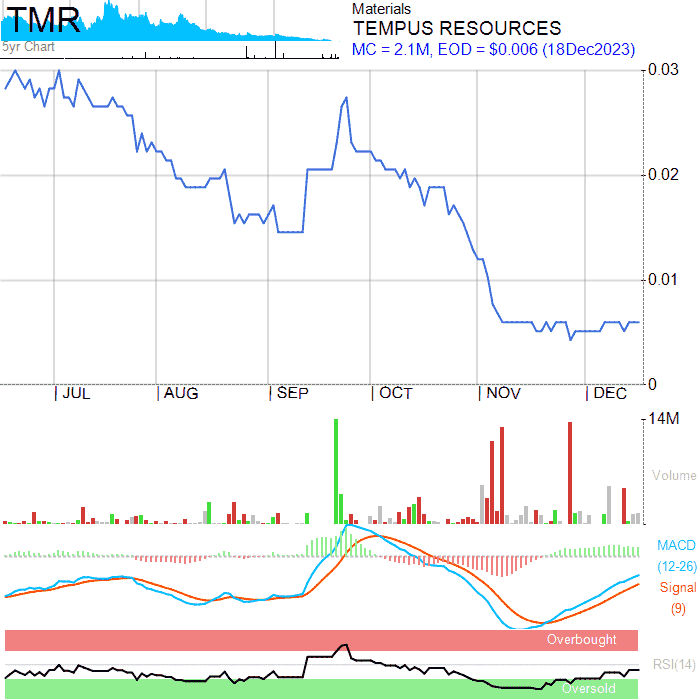 TMR
5yr Chart
Materials
TEMPUS RESOURCES
MC = 2.1M, EOD = $0.006 (18Dec2023)
0.03
0.02
0.01
0
JUL AUG SEP OCT NOV DEC
14M
Volume
MACD
(12-26)
Signal
(9)
Overbought
RSI(14)
Oversold